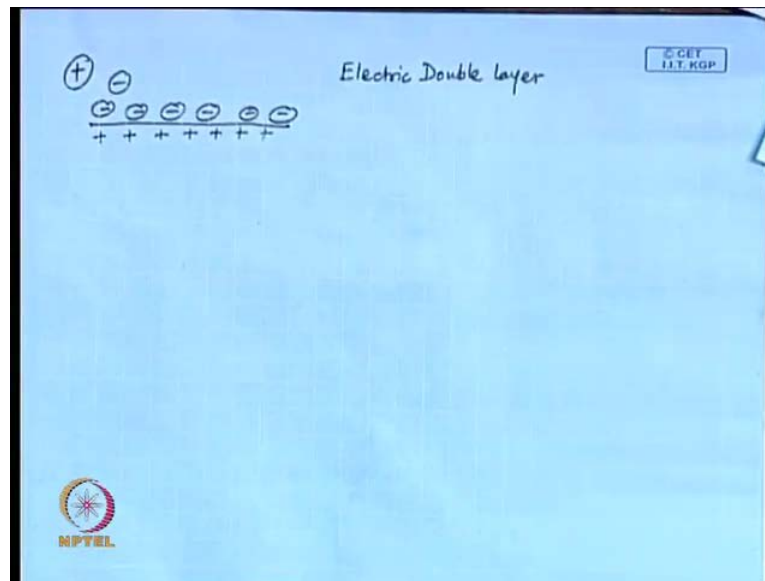 Electric Double layer
© CET
I.I.T. KGP
+ -
- - - - - -
+ + + + + + +
NPTEL